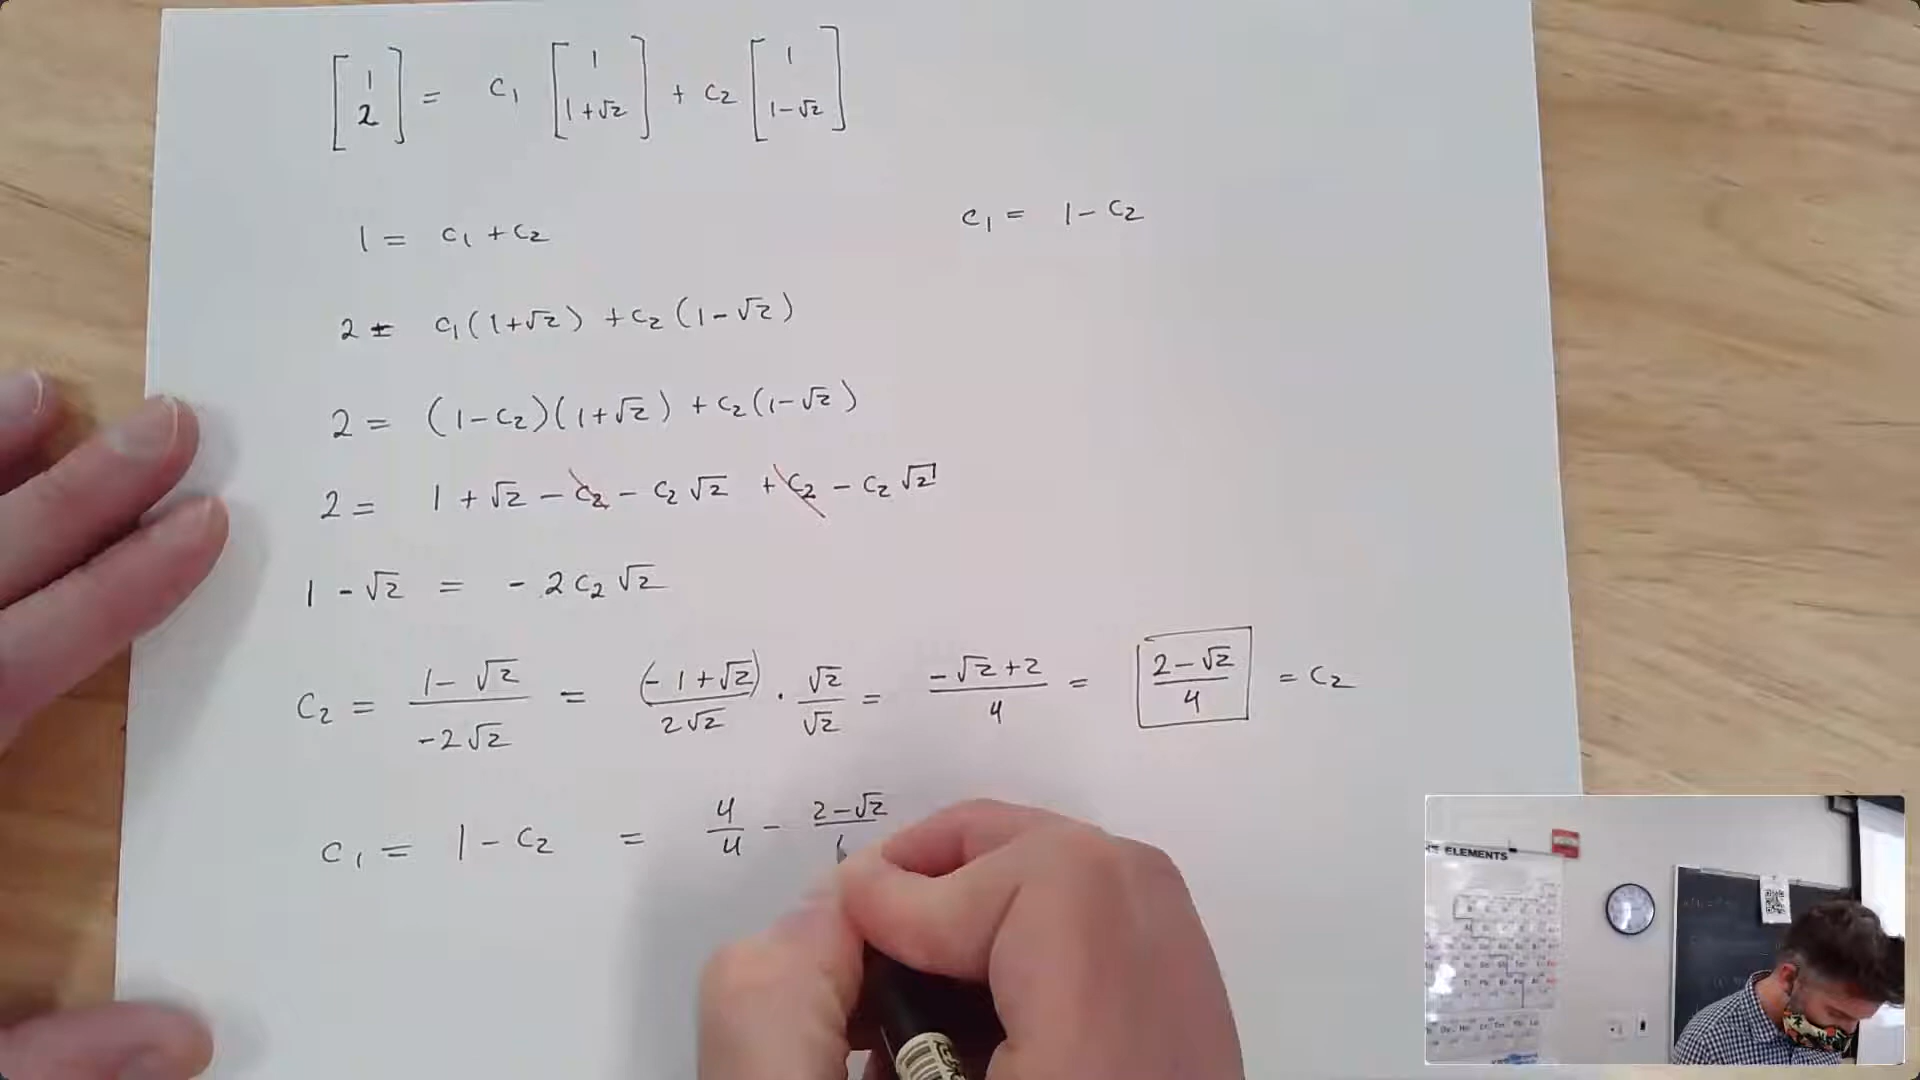 [1 2] = c₁ [1 1+√2] + c₂ [1 1-√2]
1 = c₁ + c₂
c₁ = 1 - c₂
2 = c₁(1+√2) + c₂(1-√2)
2 = (1-c₂)(1+√2) + c₂(1-√2)
2 = 1 + √2 - c₂ - c₂√2 + c₂ - c₂√2
1 - √2 = -2c₂√2
c₂ = (1-√2)/(-2√2) = (-1+√2)/(2√2) · √2/√2 = (-√2+2)/4 = (2-√2)/4 = c₂
c₁ = 1 - c₂ = 4/4 - (2-√2)/
ELEMENTS